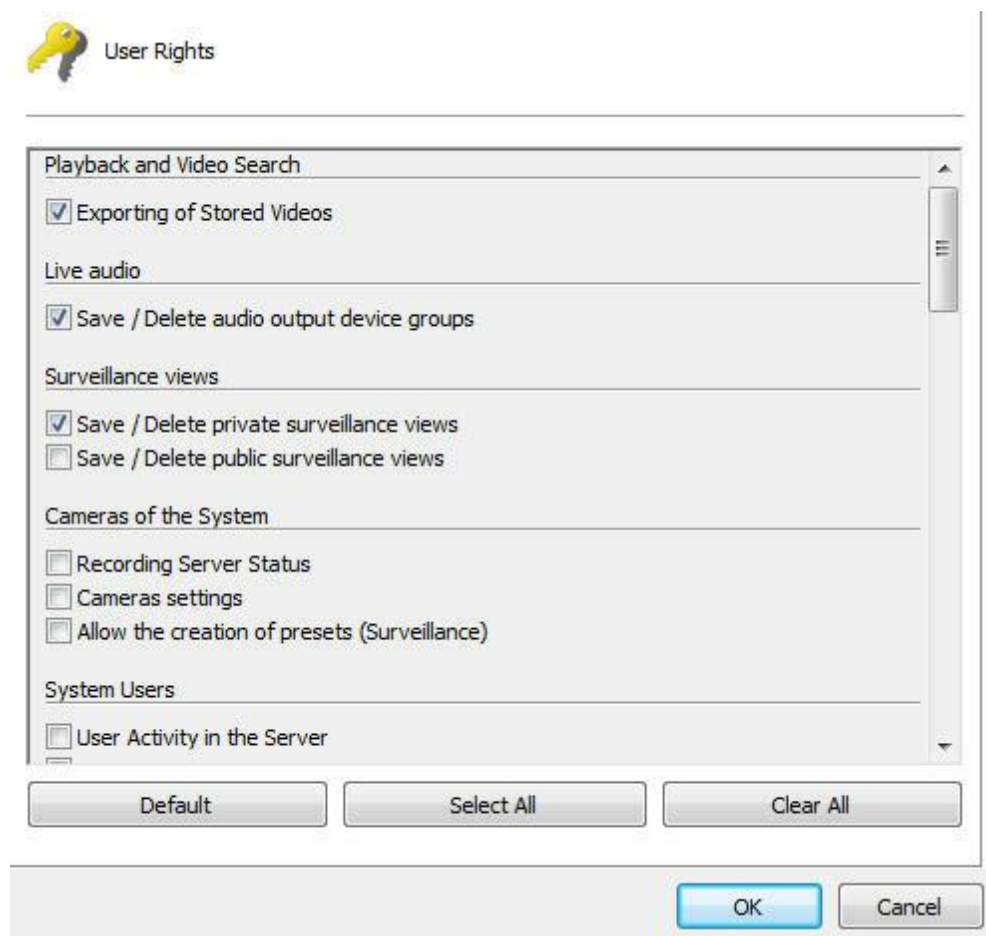 User Rights
Playback and Video Search
Exporting of Stored Videos
Live audio
Save / Delete audio output device groups
Surveillance views
Save / Delete private surveillance views
Save / Delete public surveillance views
Cameras of the System
Recording Server Status
Cameras settings
Allow the creation of presets (Surveillance)
System Users
User Activity in the Server
Default Select All Clear All
OK Cancel